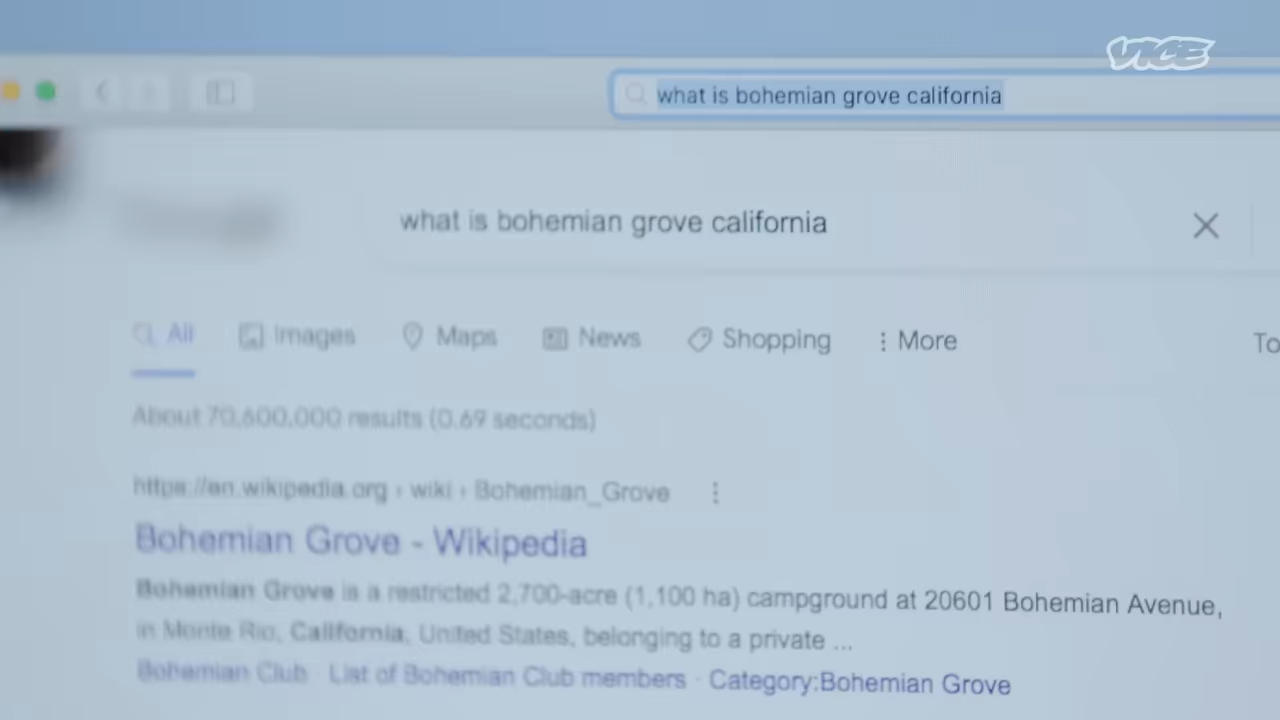 VICE
what is bohemian grove california
what is bohemian grove california
All Images Maps News Shopping More To
About 70,600,000 results (0.69 seconds)
https://en.wikipedia.org › wiki › Bohemian_Grove
Bohemian Grove - Wikipedia
Bohemian Grove is a restricted 2,700-acre (1,100 ha) campground at 20601 Bohemian Avenue,
in Monte Rio, California, United States, belonging to a private ...
Bohemian Club · List of Bohemian Club members · Category:Bohemian Grove